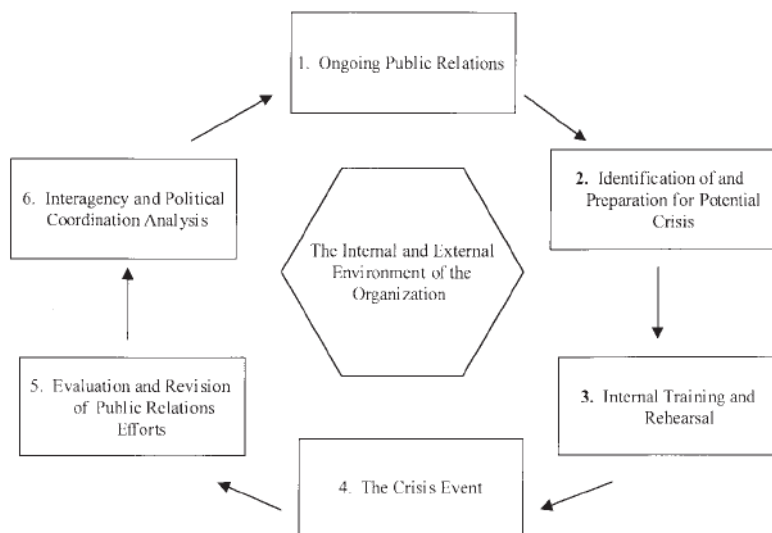 1. Ongoing Public Relations
2. Identification of and
Preparation for Potential
Crisis
3. Internal Training and
Rehearsal
4. The Crisis Event
5. Evaluation and Revision
of Public Relations
Efforts
6. Interagency and Political
Coordination Analysis
The Internal and External
Environment of the
Organization